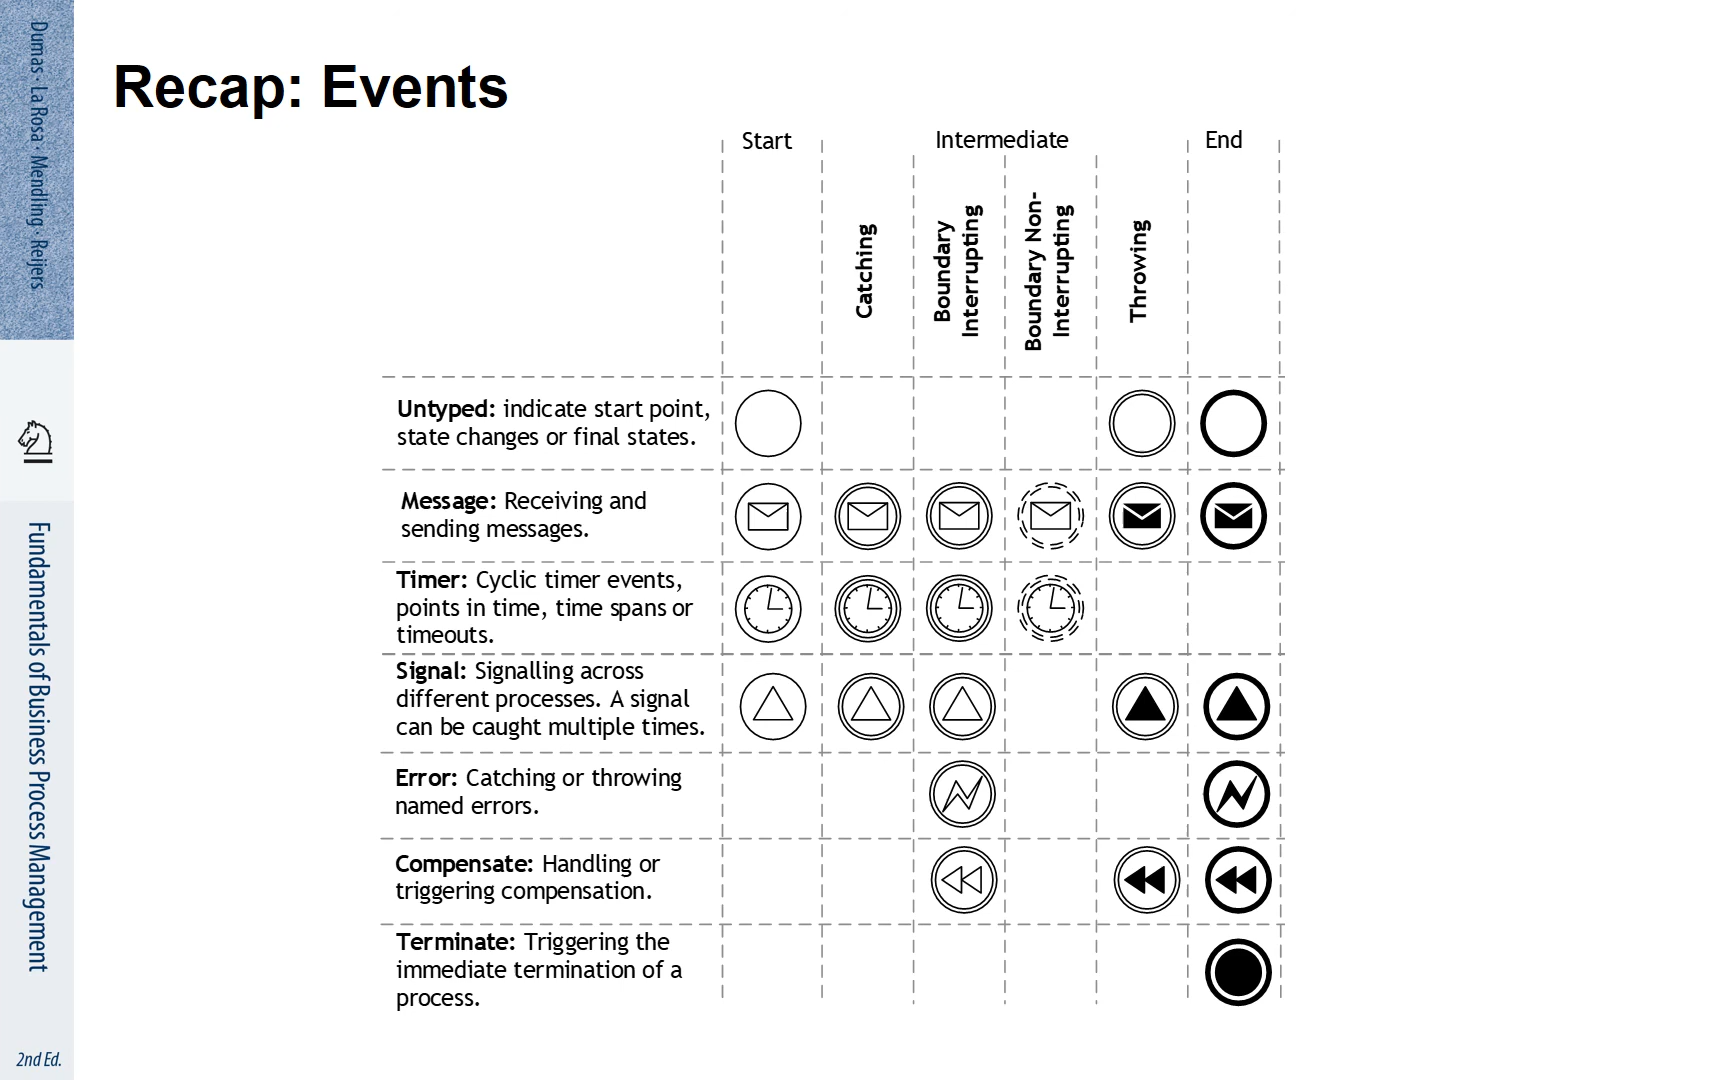 Dumas · La Rosa · Mendling · Reijers
Fundamentals of Business Process Management
2nd Ed.
Recap: Events
Start
Intermediate
End
Catching
Boundary
Interrupting
Boundary Non-
Interrupting
Throwing
Untyped: indicate start point,
state changes or final states.
Message: Receiving and
sending messages.
Timer: Cyclic timer events,
points in time, time spans or
timeouts.
Signal: Signalling across
different processes. A signal
can be caught multiple times.
Error: Catching or throwing
named errors.
Compensate: Handling or
triggering compensation.
Terminate: Triggering the
immediate termination of a
process.